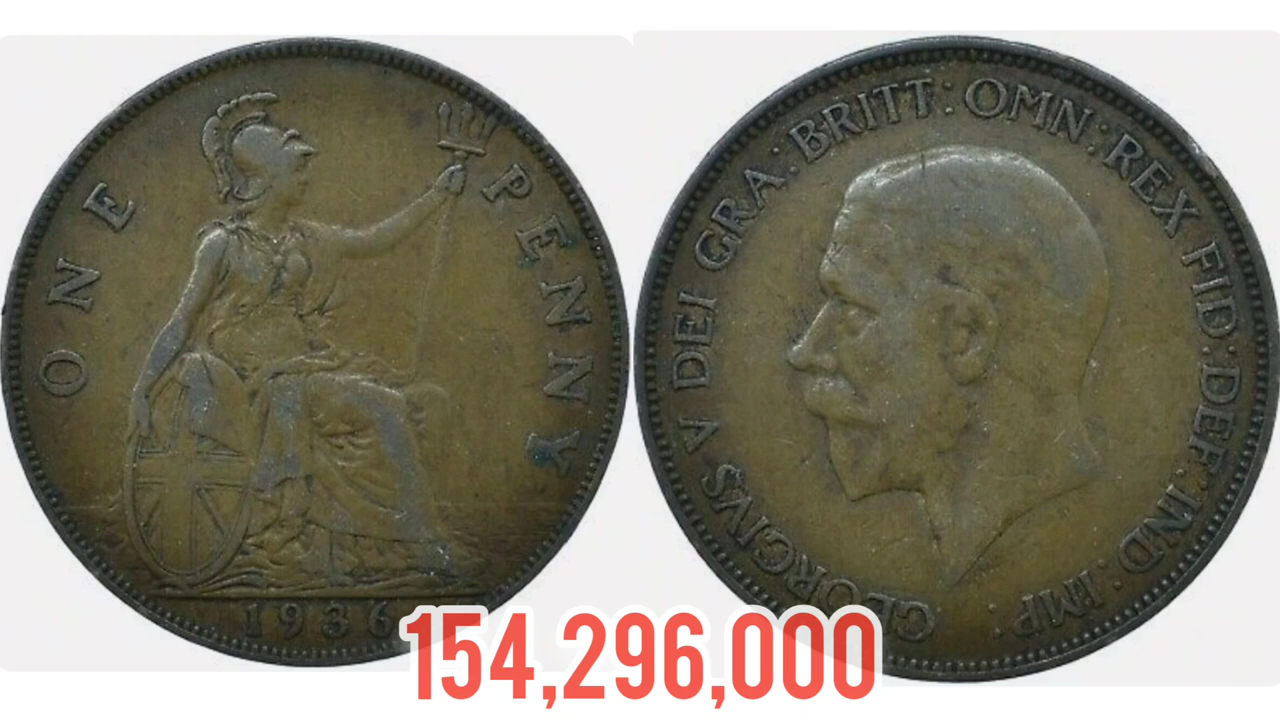 ONE PENNY
1936
GEORGIVS V DEI GRA: BRITT: OMN: REX FID: DEF: IND: IMP:
154,296,000